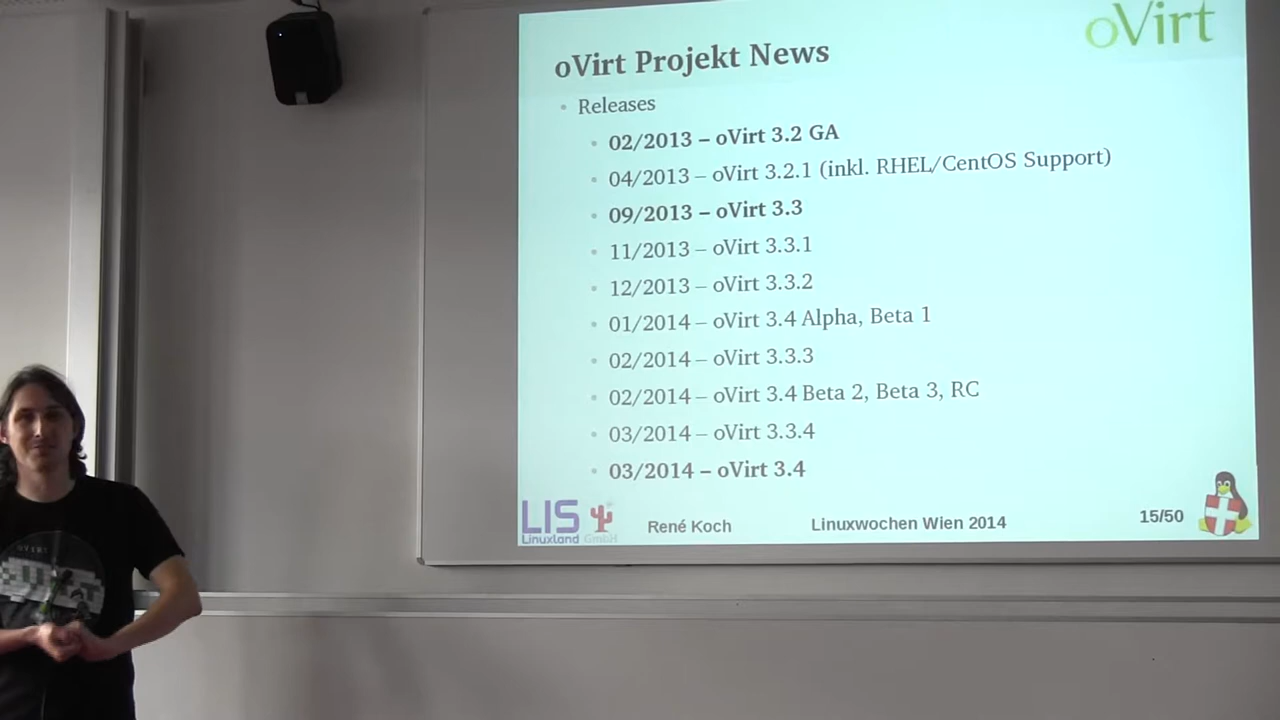 oVirt
oVirt Projekt News
Releases
02/2013 – oVirt 3.2 GA
04/2013 – oVirt 3.2.1 (inkl. RHEL/CentOS Support)
09/2013 – oVirt 3.3
11/2013 – oVirt 3.3.1
12/2013 – oVirt 3.3.2
01/2014 – oVirt 3.4 Alpha, Beta 1
02/2014 – oVirt 3.3.3
02/2014 – oVirt 3.4 Beta 2, Beta 3, RC
03/2014 – oVirt 3.3.4
03/2014 – oVirt 3.4
LIS
Linuxland GmbH
René Koch
Linuxwochen Wien 2014
15/50
OVIRT